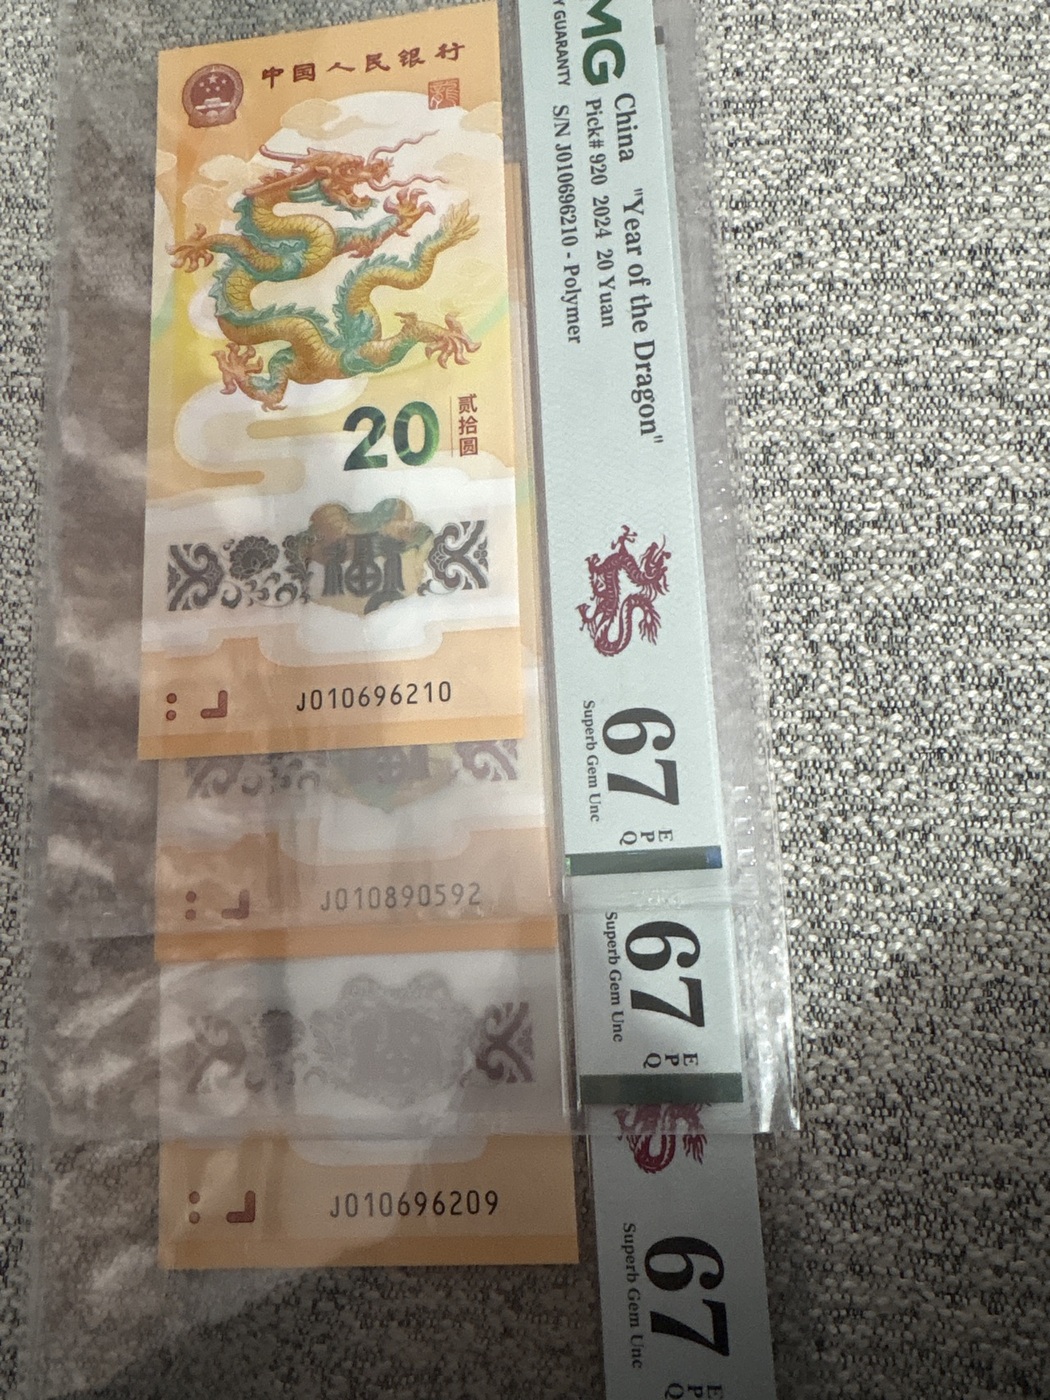 中国人民银行
20
贰拾圆
J010696210
J010890592
J010696209
MG
Y GUARANTY
China "Year of the Dragon"
Pick# 920 2024 20 Yuan
S/N J010696210 - Polymer
67 EPQ
Superb Gem Unc
67 EPQ
Superb Gem Unc
67 EPQ
Superb Gem Unc